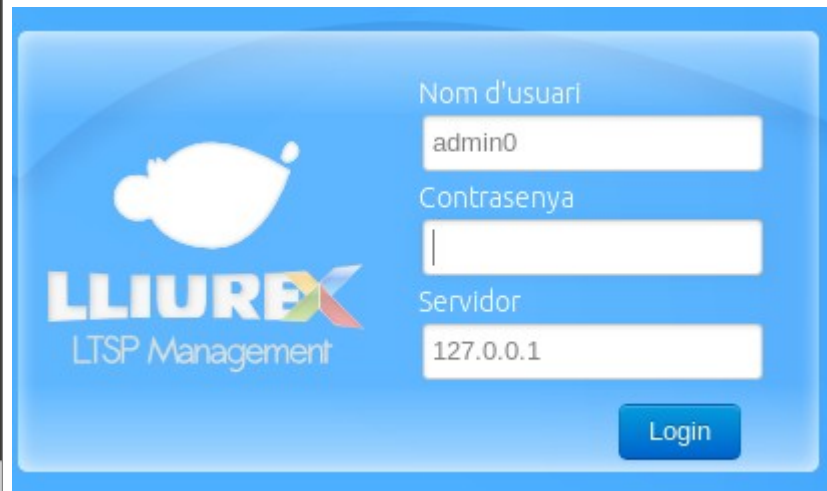 Nom d'usuari
admin0
Contrasenya
LLIUREX
Servidor
LTSP Management
127.0.0.1
Login